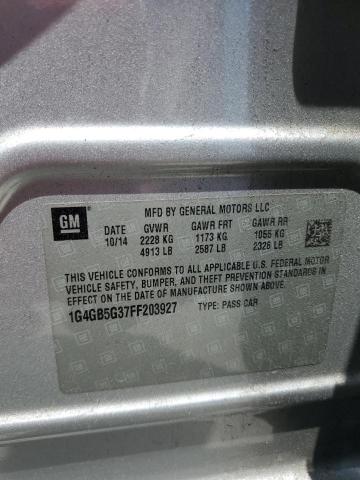 GM
MFD BY GENERAL MOTORS LLC
DATE GVWR GAWR FRT GAWR RR
10/14 2228 KG 1173 KG 1055 KG
4913 LB 2587 LB 2326 LB
THIS VEHICLE CONFORMS TO ALL APPLICABLE U.S. FEDERAL MOTOR
VEHICLE SAFETY, BUMPER, AND THEFT PREVENTION STANDARDS IN
EFFECT ON THE DATE OF MANUFACTURE SHOWN ABOVE.
1G4GB5G37FF203927 TYPE: PASS CAR